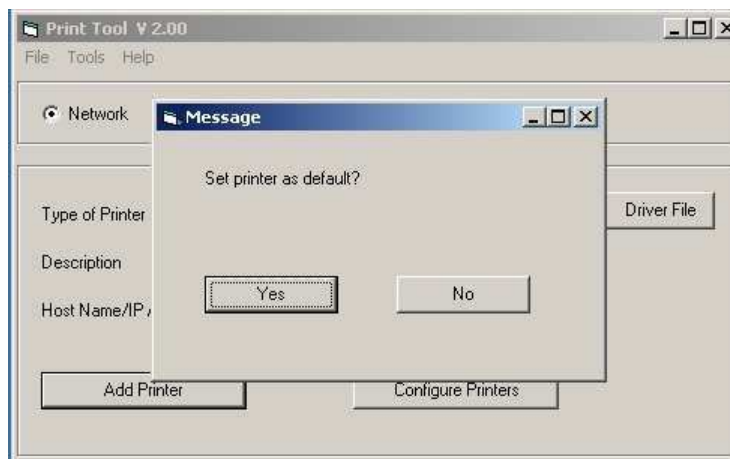 Print Tool V 2.00
File Tools Help
Network
Message
Set printer as default?
Type of Printer
Driver File
Description
Yes
No
Host Name/IP
Add Printer
Configure Printers